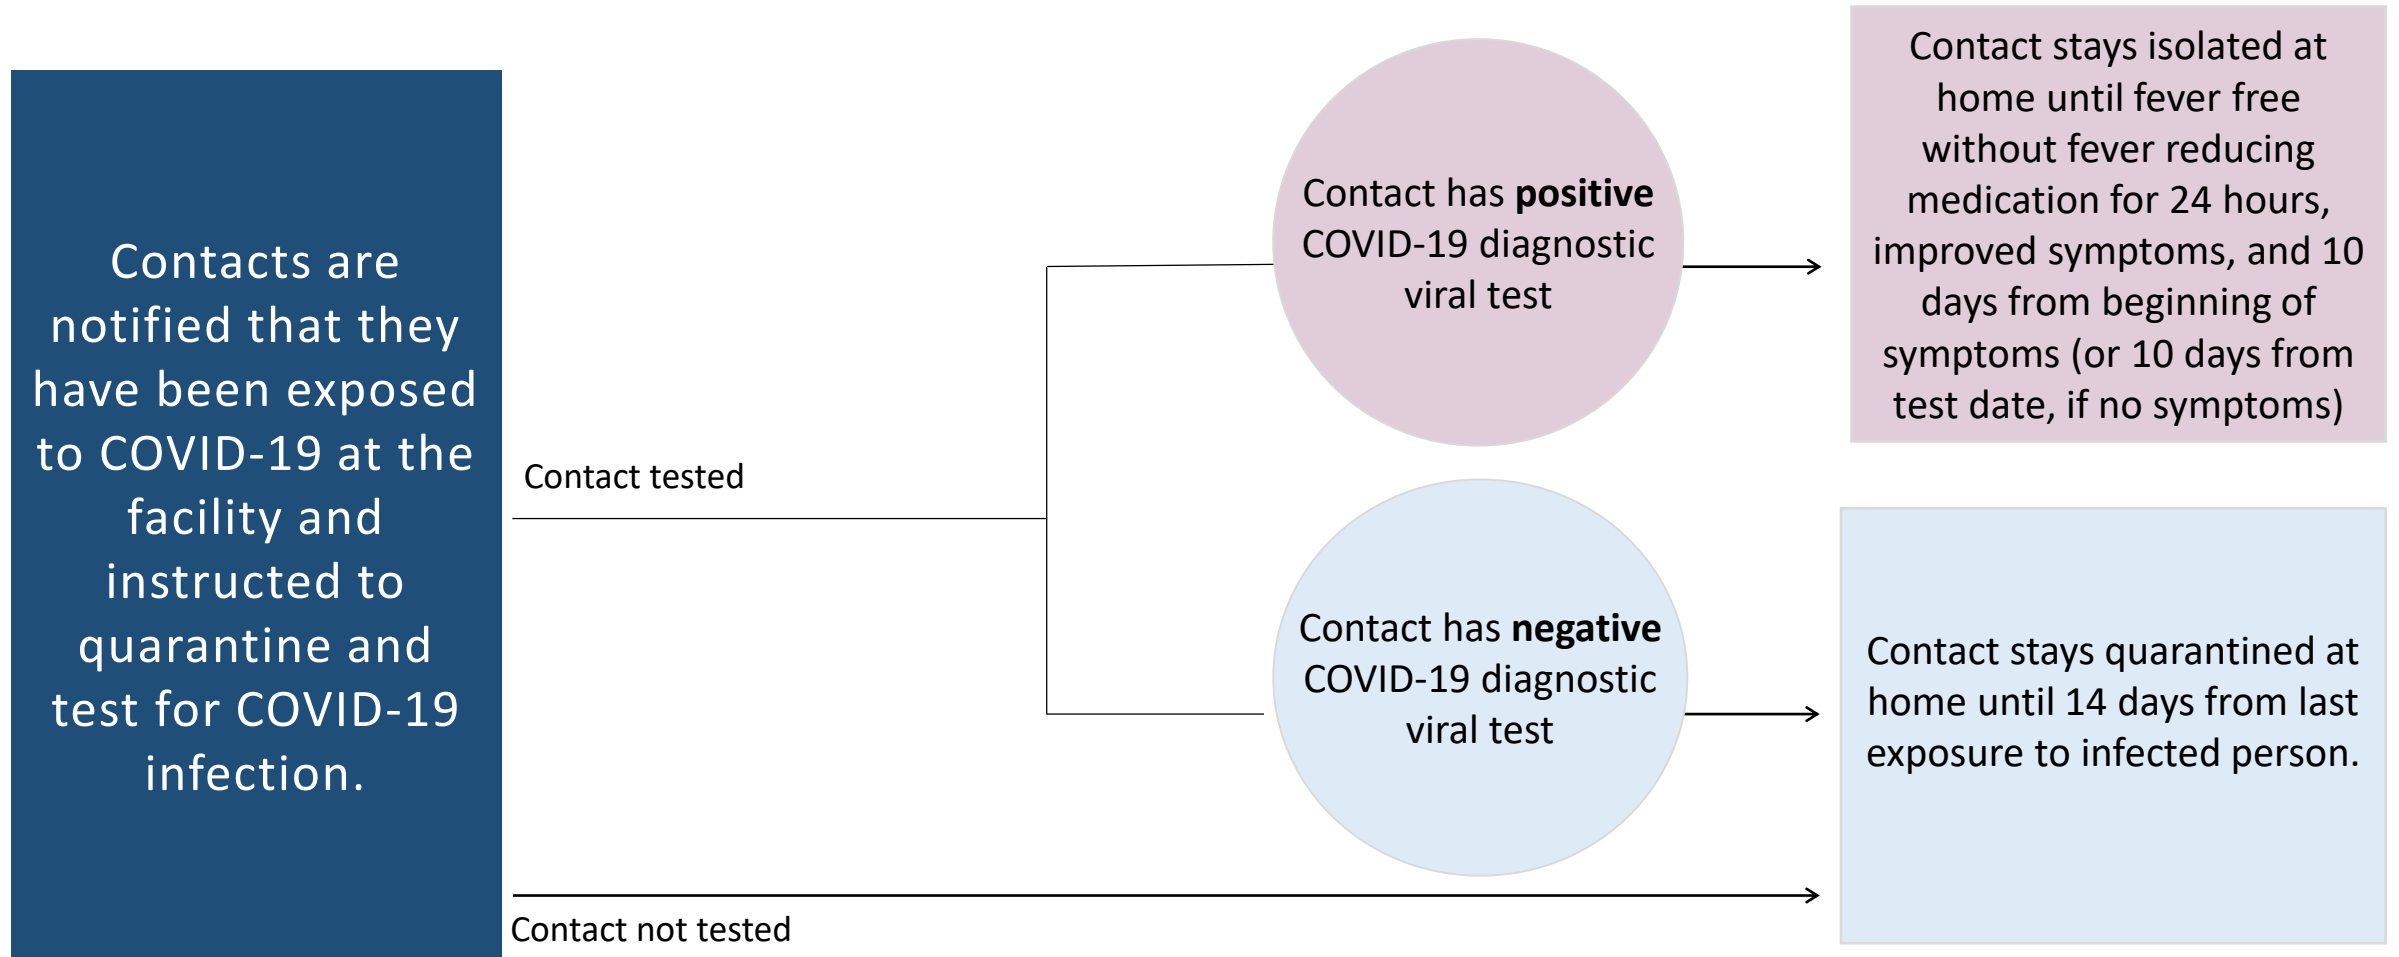 Contacts are
notified that they
have been exposed
to COVID-19 at the
facility and
instructed to
quarantine and
test for COVID-19
infection.
Contact tested
Contact not tested
Contact has positive
COVID-19 diagnostic
viral test
Contact has negative
COVID-19 diagnostic
viral test
Contact stays isolated at
home until fever free
without fever reducing
medication for 24 hours,
improved symptoms, and 10
days from beginning of
symptoms (or 10 days from
test date, if no symptoms)
Contact stays quarantined at
home until 14 days from last
exposure to infected person.